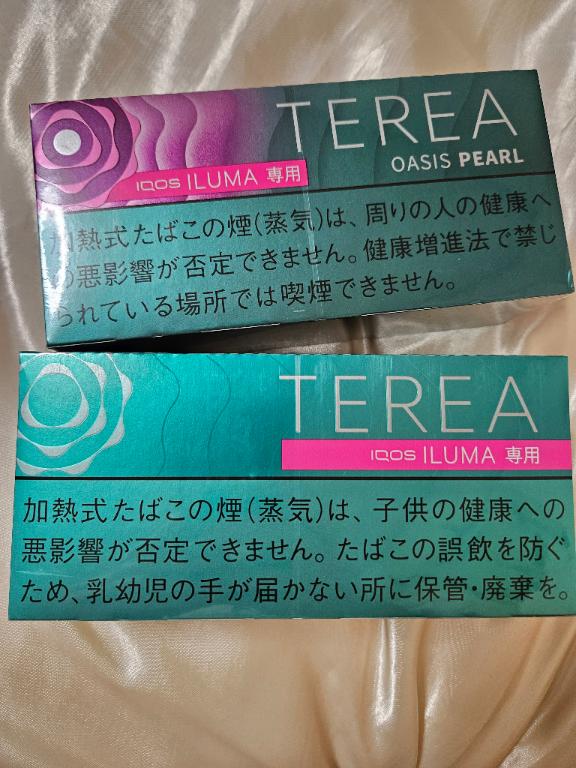 TEREA
OASIS PEARL
IQOS ILUMA 専用
加熱式たばこの煙(蒸気)は、周りの人の健康へ
の悪影響が否定できません。健康増進法で禁じ
られている場所では喫煙できません。
TEREA
IQOS ILUMA 専用
加熱式たばこの煙(蒸気)は、子供の健康への
悪影響が否定できません。たばこの誤飲を防ぐ
ため、乳幼児の手が届かない所に保管・廃棄を。